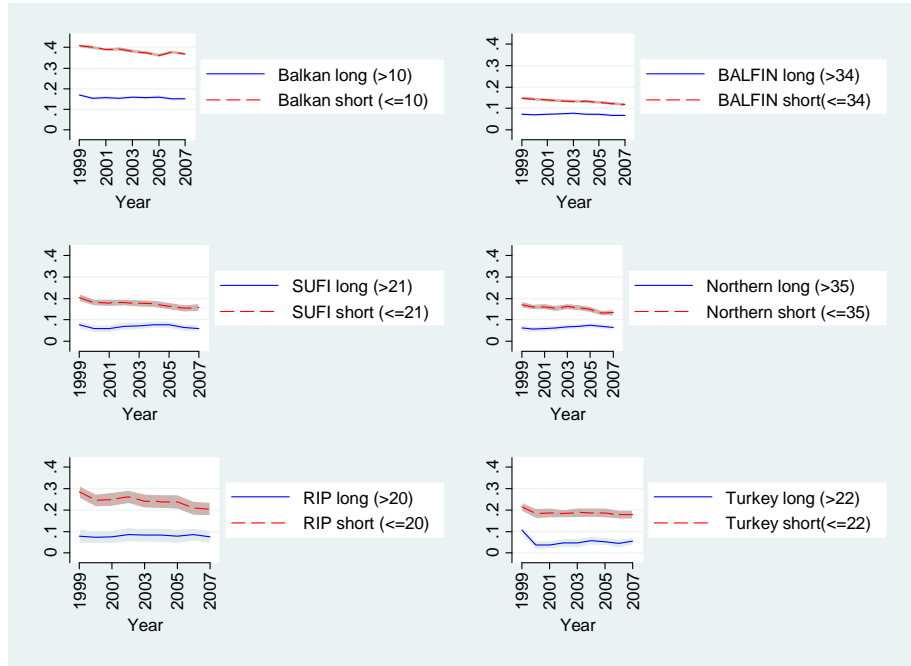 0 .1 .2 .3 .4
1999 2001 2003 2005 2007
Year
Balkan long (>10)
Balkan short (<=10)
0 .1 .2 .3 .4
1999 2001 2003 2005 2007
Year
BALFIN long (>34)
BALFIN short(<=34)
0 .1 .2 .3 .4
1999 2001 2003 2005 2007
Year
SUFI long (>21)
SUFI short (<=21)
0 .1 .2 .3 .4
1999 2001 2003 2005 2007
Year
Northern long (>35)
Northern short (<=35)
0 .1 .2 .3 .4
1999 2001 2003 2005 2007
Year
RIP long (>20)
RIP short (<=20)
0 .1 .2 .3 .4
1999 2001 2003 2005 2007
Year
Turkey long (>22)
Turkey short(<=22)